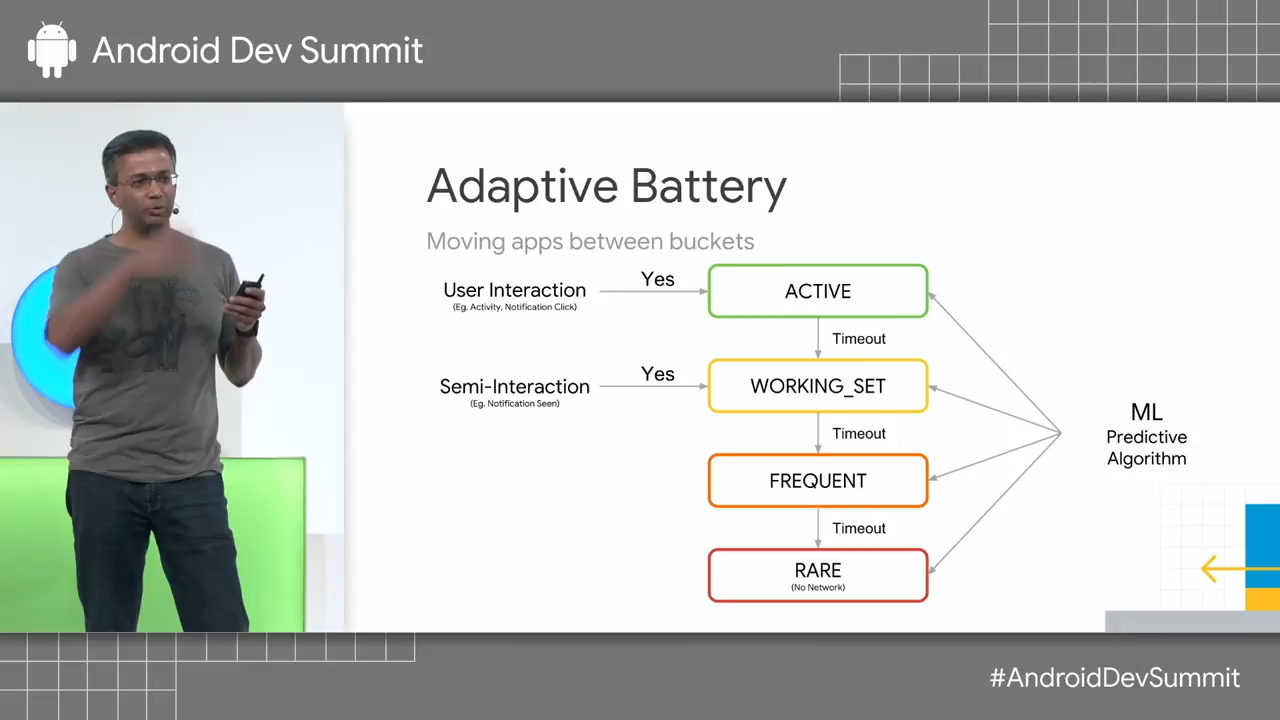 Android Dev Summit
Adaptive Battery
Moving apps between buckets
User Interaction
(Eg. Activity, Notification Click)
Yes
ACTIVE
Timeout
Semi-Interaction
(Eg. Notification Seen)
Yes
WORKING_SET
Timeout
FREQUENT
Timeout
RARE
(No Network)
ML
Predictive
Algorithm
#AndroidDevSummit